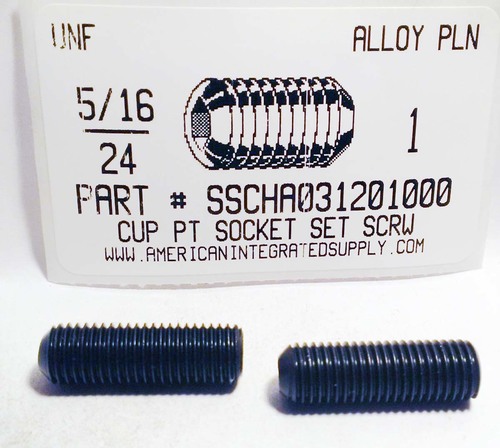 UNF ALLOY PLN
5/16
24
1
PART # SSCHA031201000
CUP PT SOCKET SET SCRW
WWW.AMERICANINTEGRATEDSUPPLY.COM